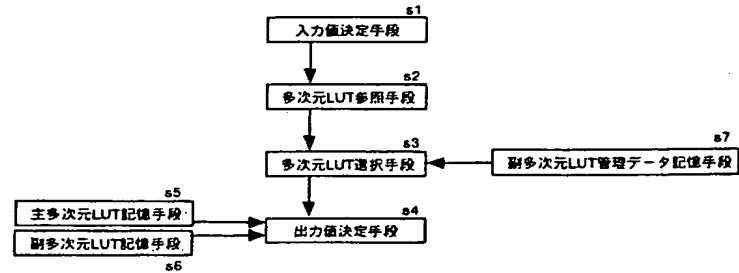 s1
入力値決定手段
s2
多次元LUT参照手段
s3
多次元LUT選択手段
s7
副多次元LUT管理データ記憶手段
s5
主多次元LUT記憶手段
s4
出力値決定手段
副多次元LUT記憶手段
s6